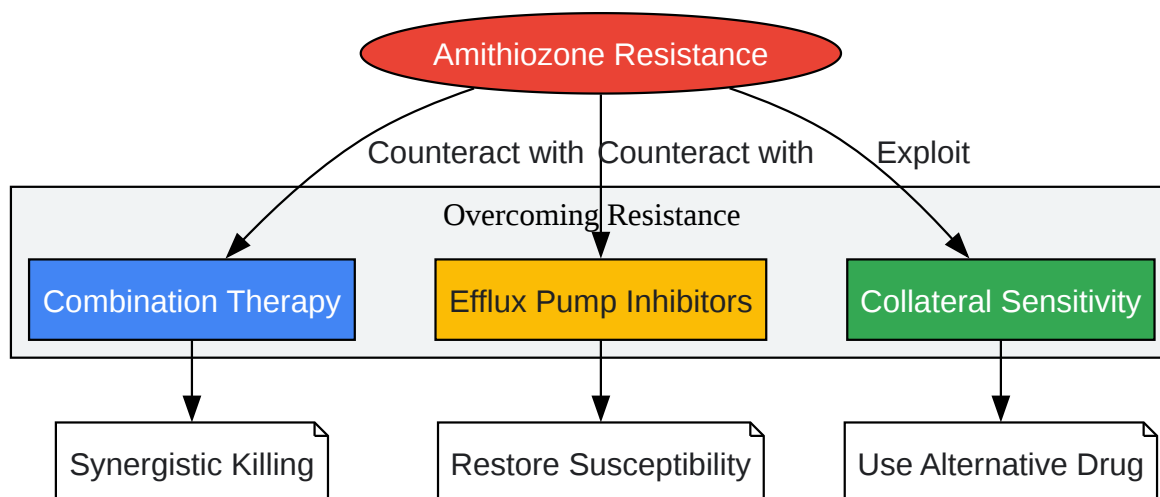 Amithiozone Resistance
Counteract with
Counteract with
Exploit
Overcoming Resistance
Combination Therapy
Efflux Pump Inhibitors
Collateral Sensitivity
Synergistic Killing
Restore Susceptibility
Use Alternative Drug